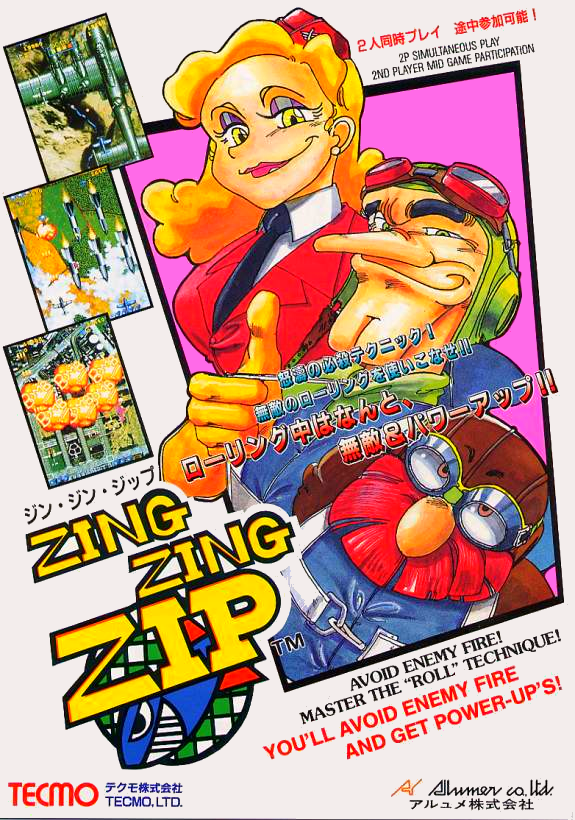 2人同時プレイ 途中参加可能！
2P SIMULTANEOUS PLAY
2ND PLAYER MID GAME PARTICIPATION
怒濤の必殺テクニック！
無敵のローリングを使いこなせ!!
ローリング中はなんと、
無敵&パワーアップ!!
ジン・ジン・ジップ
ZING
ZING
ZIP
TM
AVOID ENEMY FIRE!
MASTER THE “ROLL” TECHNIQUE!
YOU'LL AVOID ENEMY FIRE
AND GET POWER-UP'S!
TECMO
テクモ株式会社
TECMO, LTD.
Allumer co. ltd.
アルュメ株式会社